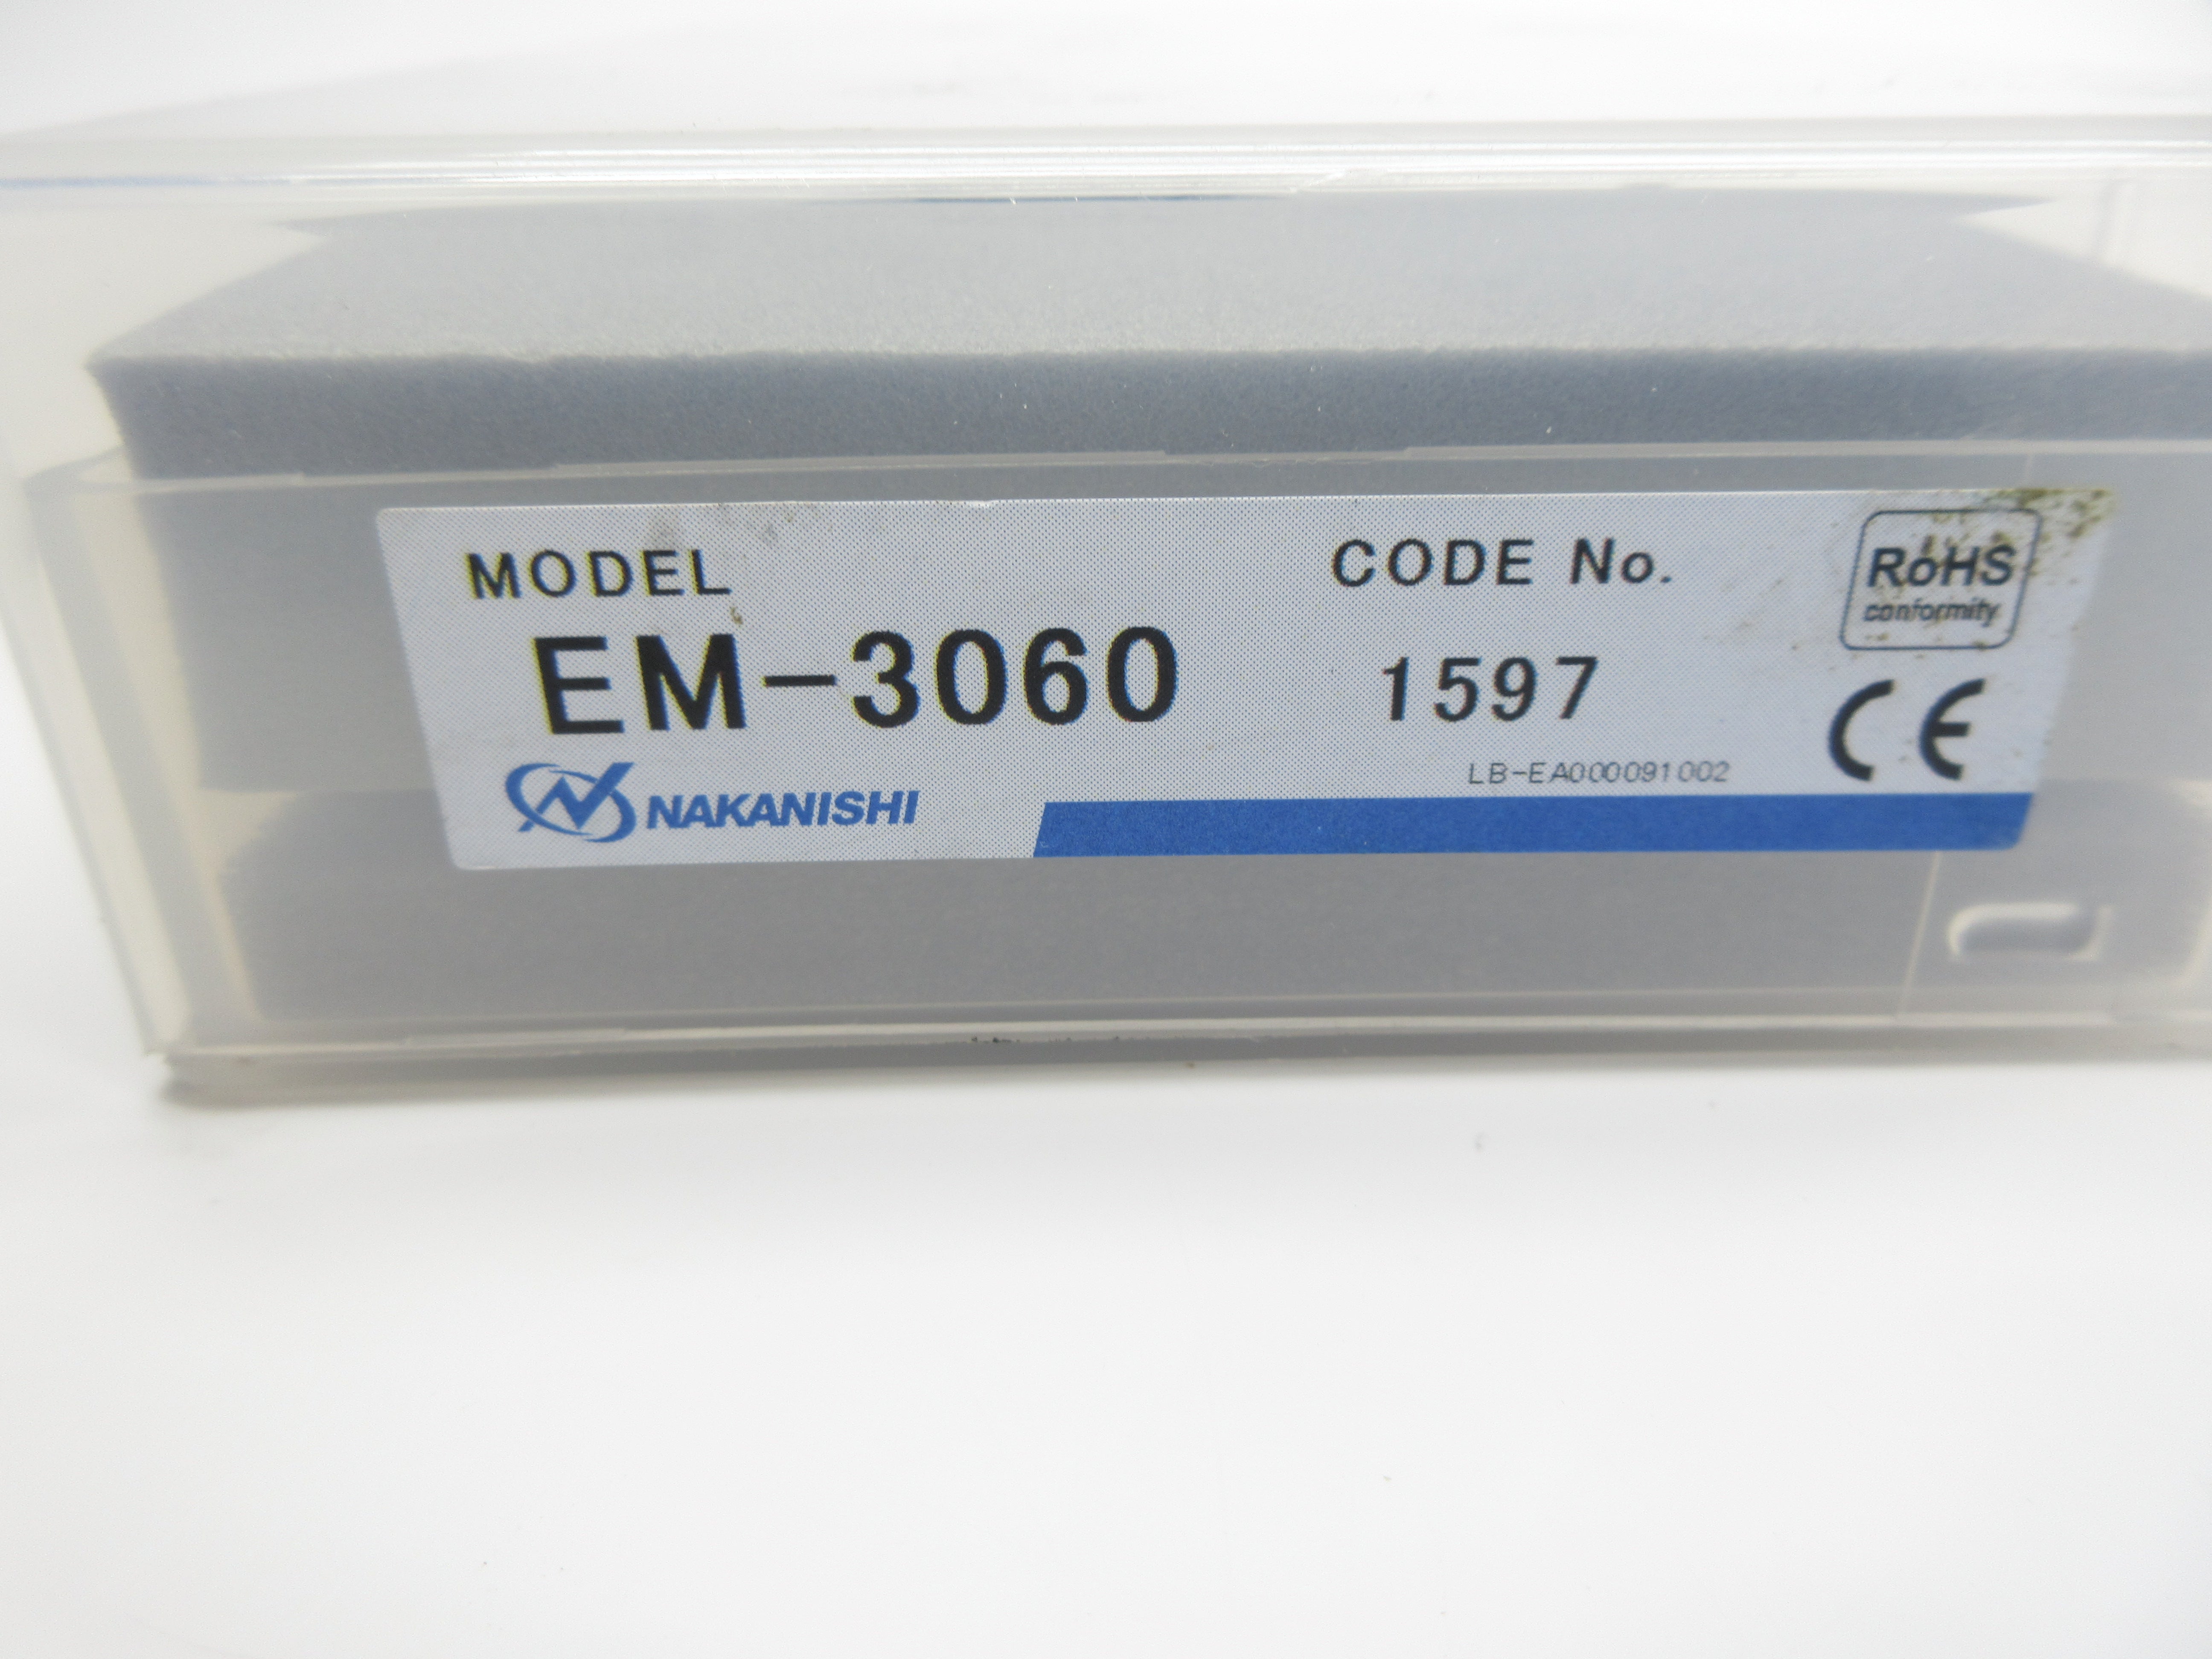 MODEL
CODE No.
RoHS
conformity
EM-3060
1597
CE
LB-EA000091002
NAKANISHI